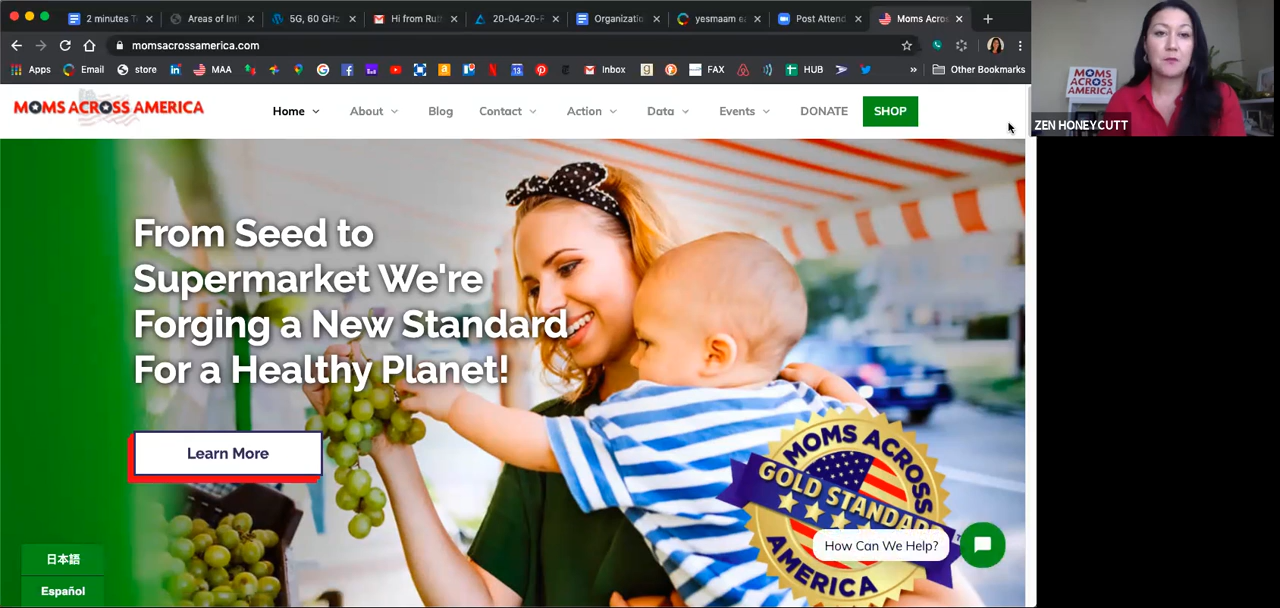 2 minutes T
Areas of Inf
5G, 60 GHz
Hi from Rut
20-04-20-F
Organizatio
yesmaam e
Post Attend
Moms Acros
momsacrossamerica.com
Apps
Email
store
MAA
FAX
HUB
Inbox
Other Bookmarks
MOMS ACROSS AMERICA
Home
About
Blog
Contact
Action
Data
Events
DONATE
SHOP
MOMS
ACROSS
AMERICA
ZEN HONEYCUTT
From Seed to
Supermarket We're
Forging a New Standard
For a Healthy Planet!
Learn More
MOMS ACROSS
GOLD STANDARD
AMERICA
How Can We Help?
日本語
Español